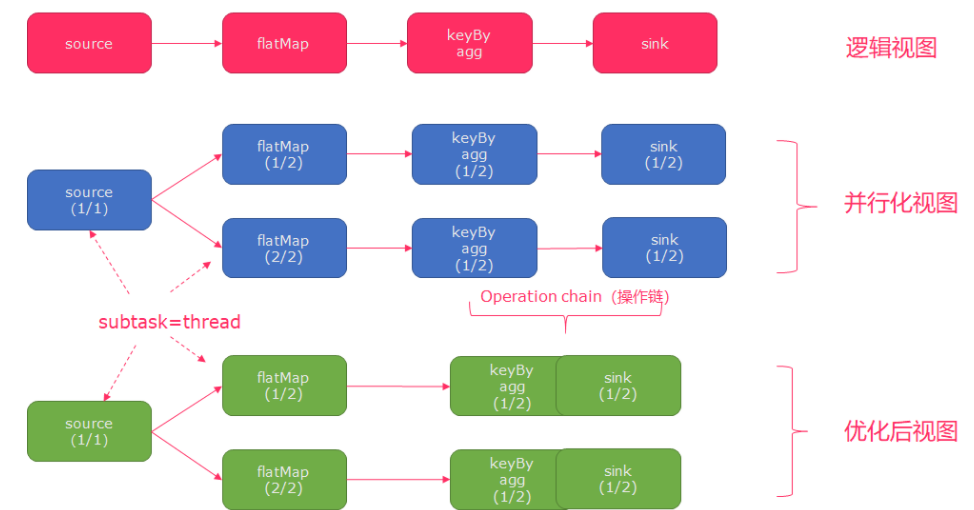 source
flatMap
keyBy
agg
sink
逻辑视图
flatMap
(1/2)
keyBy
agg
(1/2)
sink
(1/2)
source
(1/1)
并行化视图
flatMap
(2/2)
keyBy
agg
(1/2)
sink
(1/2)
Operation chain（操作链）
subtask=thread
flatMap
(1/2)
keyBy
agg
(1/2)
sink
(1/2)
source
(1/1)
优化后视图
flatMap
(2/2)
keyBy
agg
(1/2)
sink
(1/2)